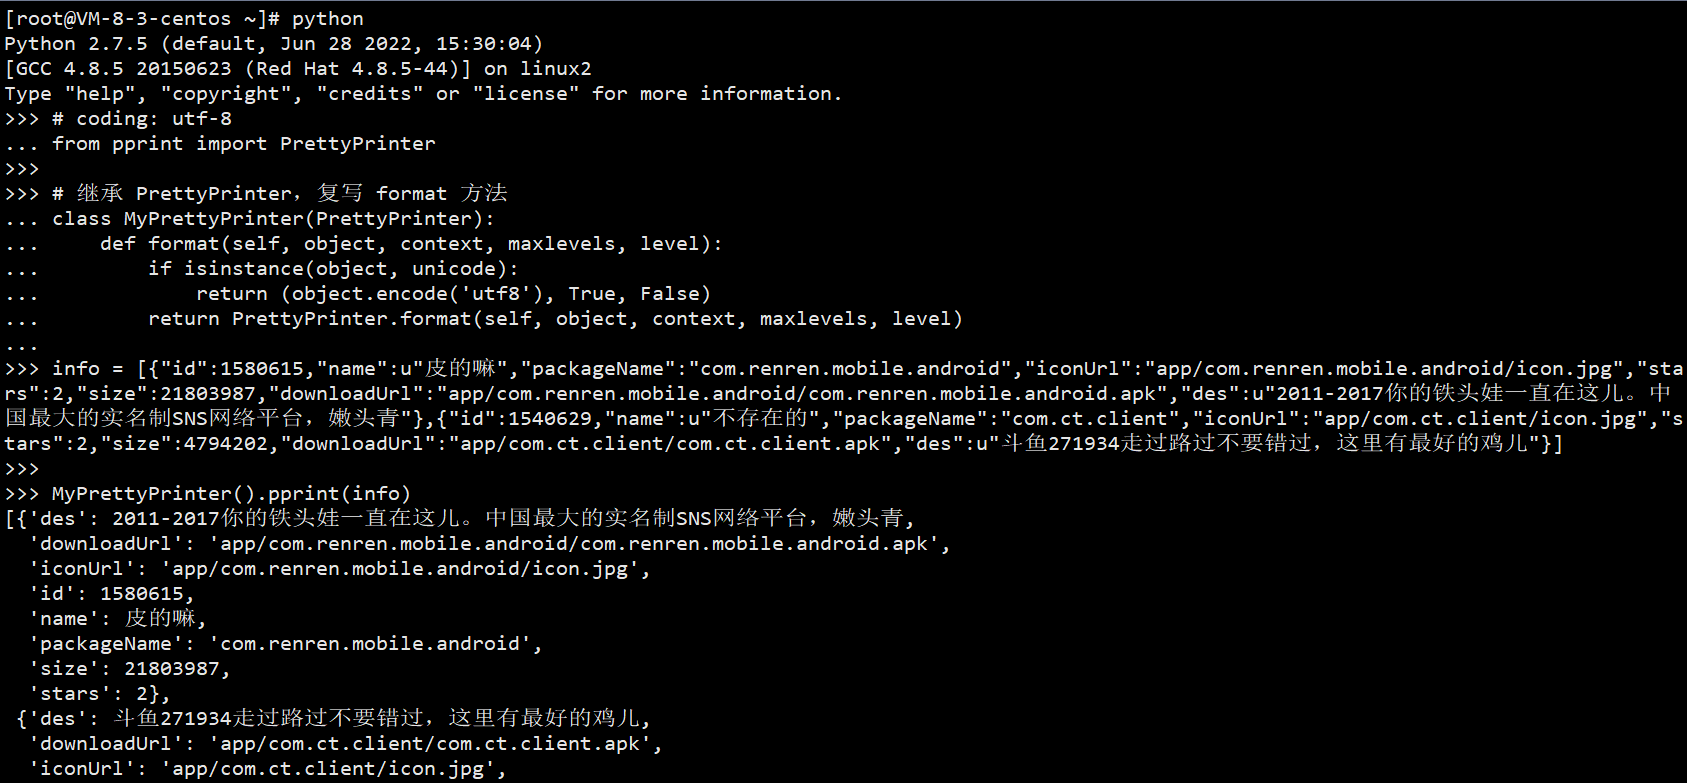 [root@VM-8-3-centos ~]# python
Python 2.7.5 (default, Jun 28 2022, 15:30:04)
[GCC 4.8.5 20150623 (Red Hat 4.8.5-44)] on linux2
Type "help", "copyright", "credits" or "license" for more information.
>>> # coding: utf-8
... from pprint import PrettyPrinter
>>>
>>> # 继承 PrettyPrinter，复写 format 方法
... class MyPrettyPrinter(PrettyPrinter):
...     def format(self, object, context, maxlevels, level):
...         if isinstance(object, unicode):
...             return (object.encode('utf8'), True, False)
...         return PrettyPrinter.format(self, object, context, maxlevels, level)
...
>>> info = [{"id":1580615,"name":u"皮的嘛","packageName":"com.renren.mobile.android","iconUrl":"app/com.renren.mobile.android/icon.jpg","sta
rs":2,"size":21803987,"downloadUrl":"app/com.renren.mobile.android/com.renren.mobile.android.apk","des":u"2011-2017你的铁头娃一直在这儿。中
国最大的实名制SNS网络平台，嫩头青"},{"id":1540629,"name":u"不存在的","packageName":"com.ct.client","iconUrl":"app/com.ct.client/icon.jpg","s
tars":2,"size":4794202,"downloadUrl":"app/com.ct.client/com.ct.client.apk","des":u"斗鱼271934走过路过不要错过，这里有最好的鸡儿"}]
>>>
>>> MyPrettyPrinter().pprint(info)
[{'des': 2011-2017你的铁头娃一直在这儿。中国最大的实名制SNS网络平台，嫩头青,
  'downloadUrl': 'app/com.renren.mobile.android/com.renren.mobile.android.apk',
  'iconUrl': 'app/com.renren.mobile.android/icon.jpg',
  'id': 1580615,
  'name': 皮的嘛,
  'packageName': 'com.renren.mobile.android',
  'size': 21803987,
  'stars': 2},
 {'des': 斗鱼271934走过路过不要错过，这里有最好的鸡儿,
  'downloadUrl': 'app/com.ct.client/com.ct.client.apk',
  'iconUrl': 'app/com.ct.client/icon.jpg',